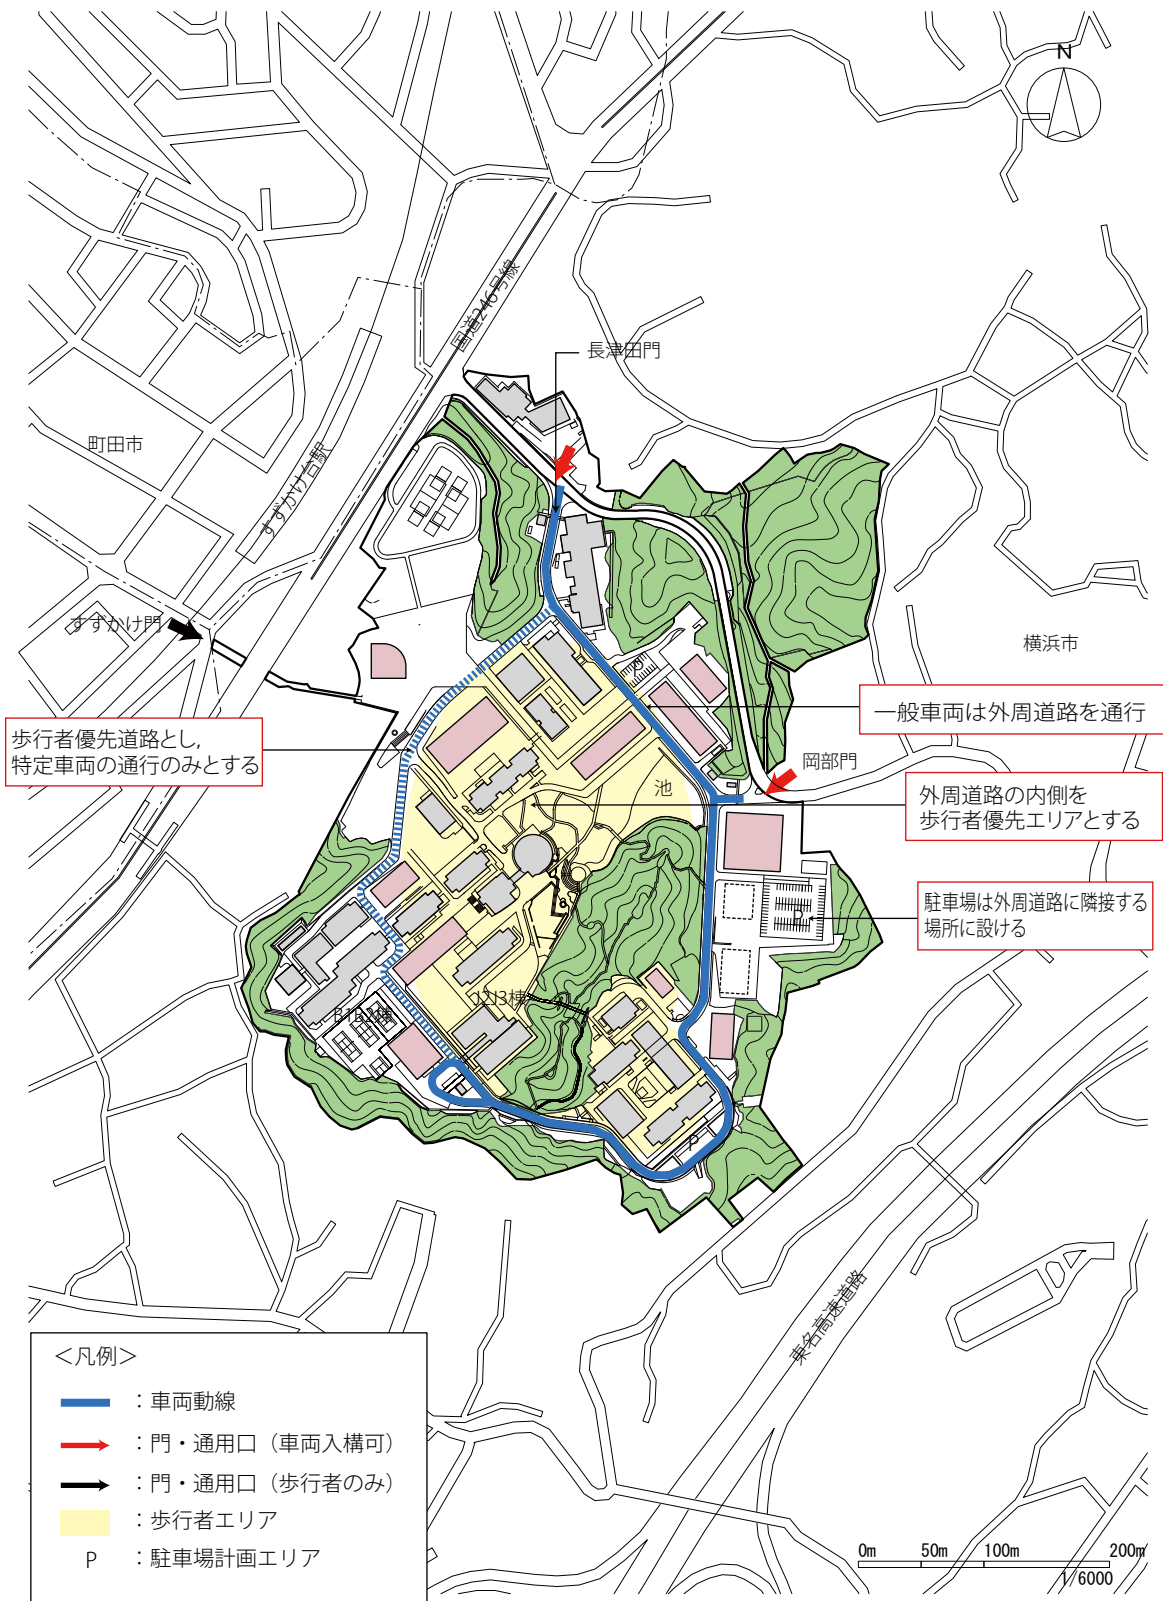 N
国道246号線
長津田門
町田市
すずかけ台駅
すずかけ門
横浜市
一般車両は外周道路を通行
歩行者優先道路とし,
特定車両の通行のみとする
岡部門
池
外周道路の内側を
歩行者優先エリアとする
駐車場は外周道路に隣接する
場所に設ける
P
P
J2J3棟
B1B2棟
P
東名高速道路
＜凡例＞
：車両動線
：門・通用口（車両入構可）
：門・通用口（歩行者のみ）
：歩行者エリア
P ：駐車場計画エリア
0m 50m 100m 200m
1/6000